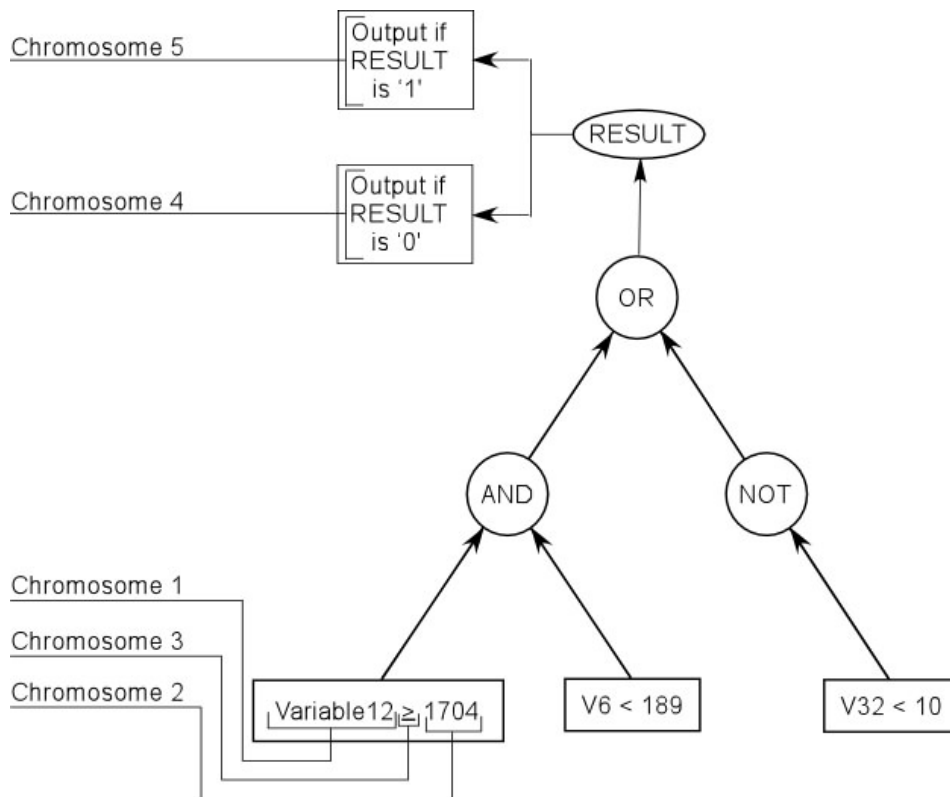 Chromosome 5
Output if
RESULT
is ‘1'
RESULT
Chromosome 4
Output if
RESULT
is ‘0'
OR
AND
NOT
Chromosome 1
Chromosome 3
Chromosome 2
Variable12 ≥ 1704
V6 < 189
V32 < 10